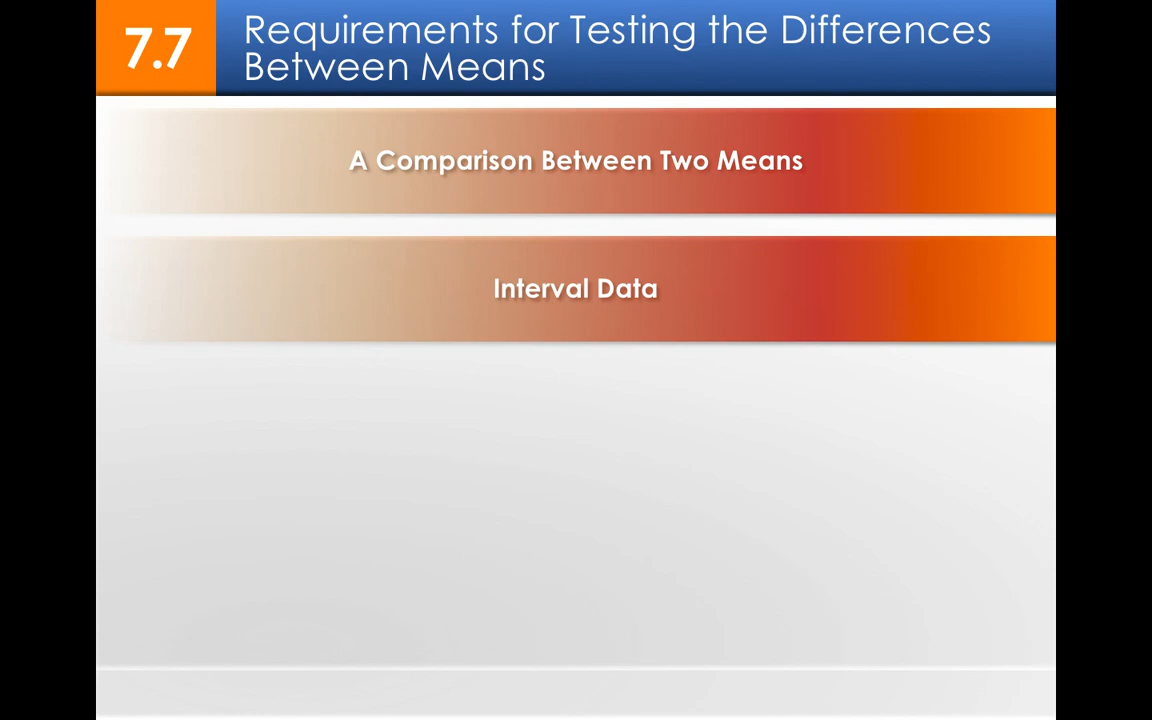 7.7
Requirements for Testing the Differences
Between Means
A Comparison Between Two Means
Interval Data